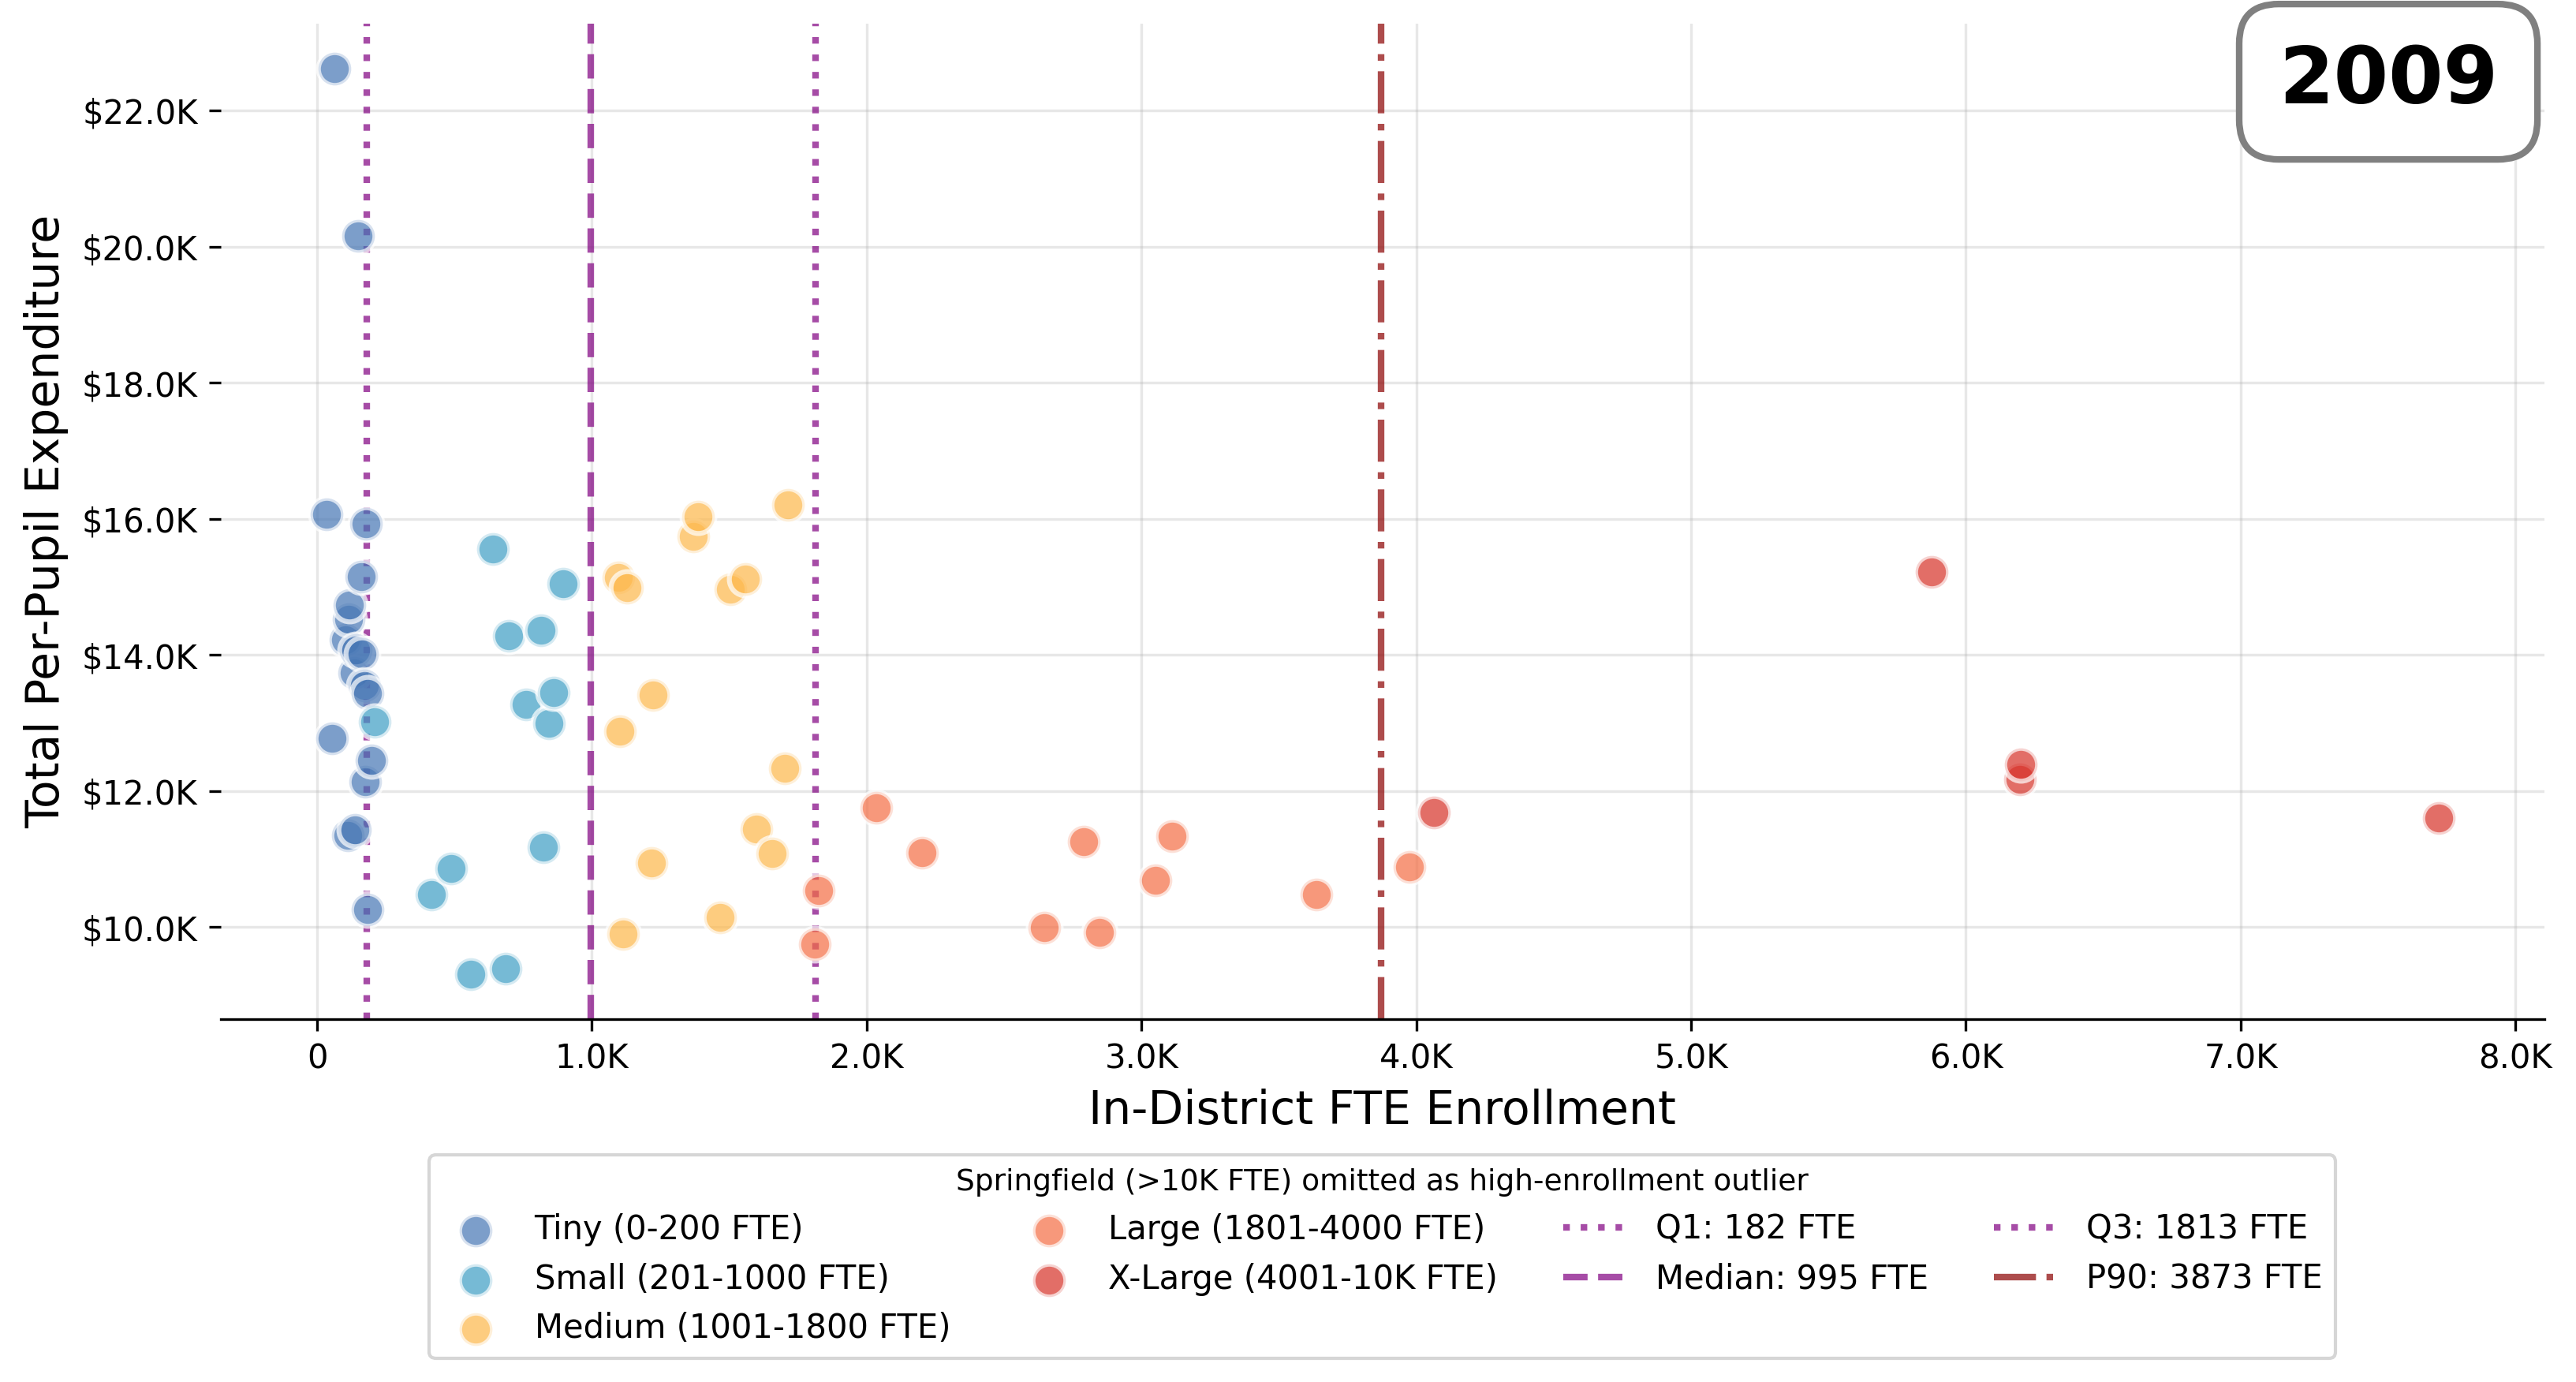 2009
Total Per-Pupil Expenditure
$22.0K
$20.0K
$18.0K
$16.0K
$14.0K
$12.0K
$10.0K
0
1.0K
2.0K
3.0K
4.0K
5.0K
6.0K
7.0K
8.0K
In-District FTE Enrollment
Springfield (>10K FTE) omitted as high-enrollment outlier
Tiny (0-200 FTE)
Small (201-1000 FTE)
Medium (1001-1800 FTE)
Large (1801-4000 FTE)
X-Large (4001-10K FTE)
Q1: 182 FTE
Median: 995 FTE
Q3: 1813 FTE
P90: 3873 FTE